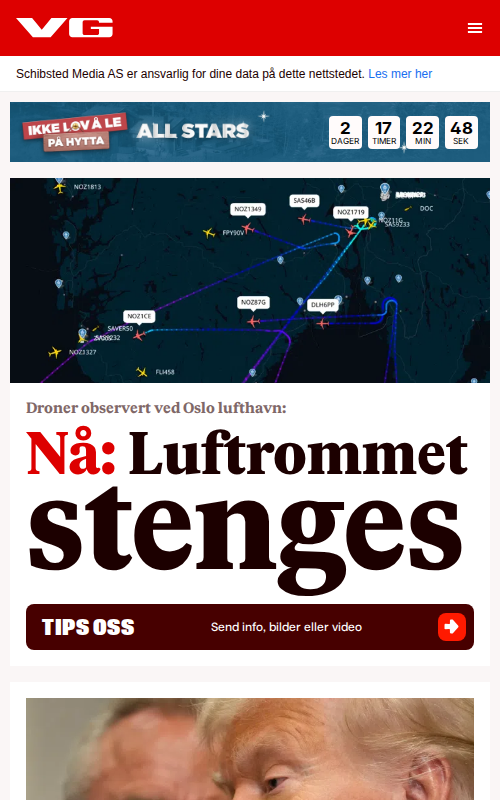 VG
Schibsted Media AS er ansvarlig for dine data på dette nettstedet. Les mer her
IKKE LOV Å LE
PÅ HYTTA
ALL STARS
2 17 22 48
DAGER TIMER MIN SEK
NOZ1813
DOC
SAS46B
NOZ1349
NOZ1719
FPY90V
SAS9233
NOZ87G
DLH6PP
NOZ1CE
SAVER50
NOZ3327
FLI458
Droner observert ved Oslo lufthavn:
Nå: Luftrommet
stenges
TIPS OSS
Send info, bilder eller video